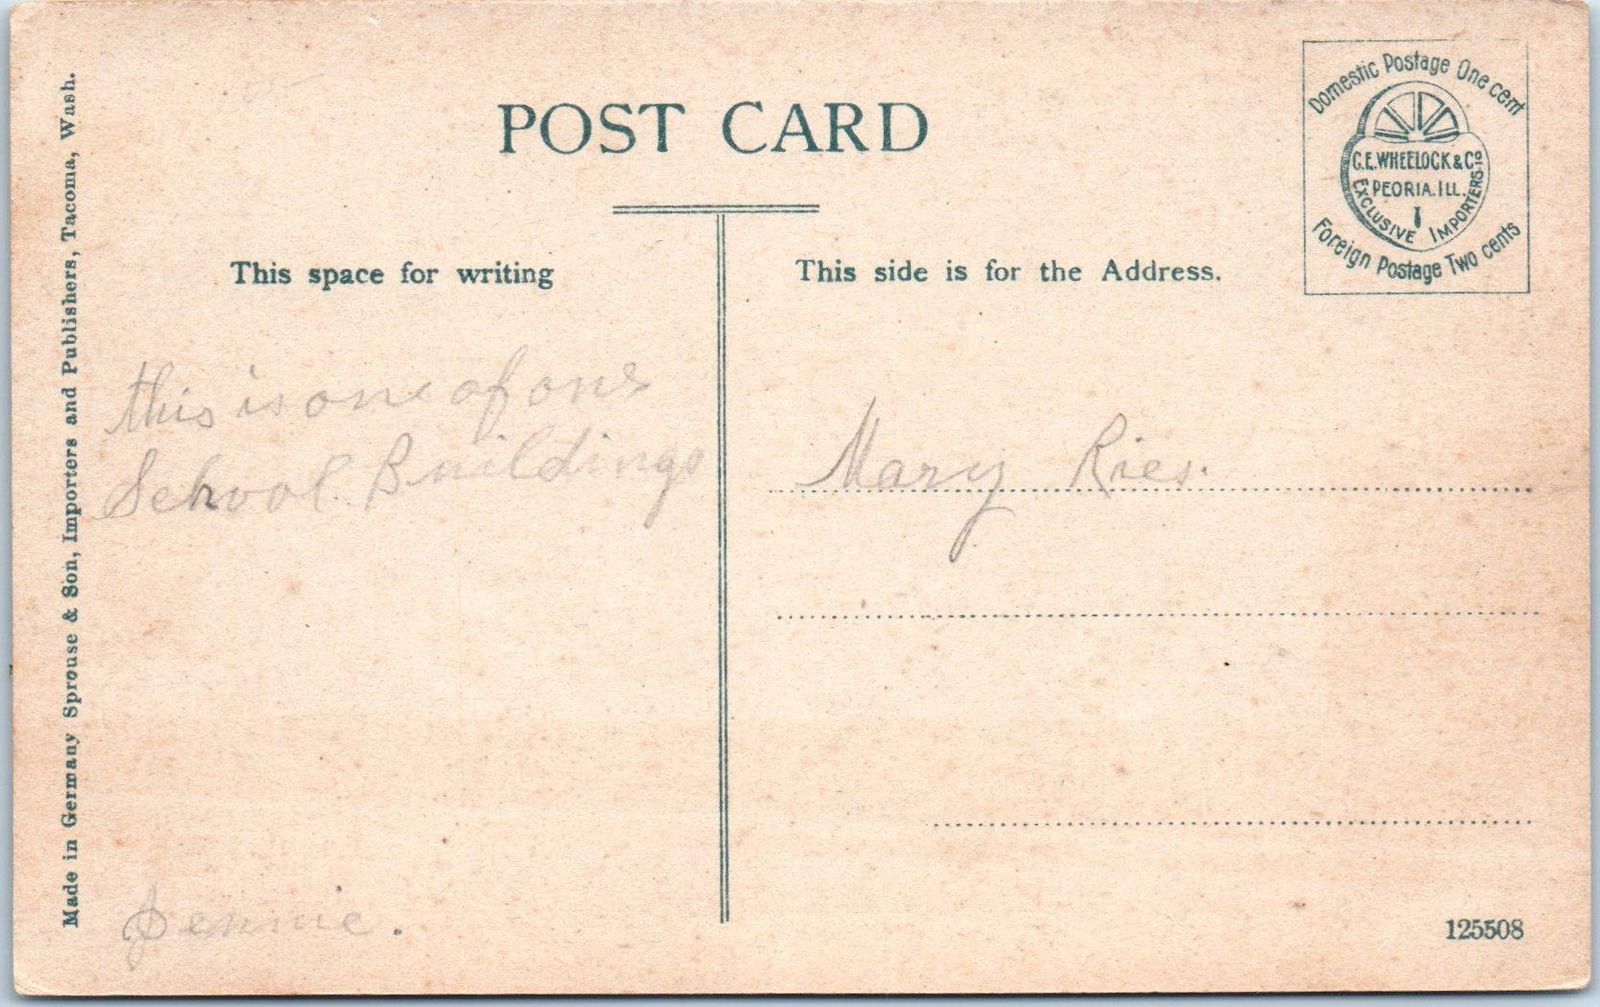 POST CARD
Domestic Postage One cent
C.E. WHEELOCK & Co
PEORIA. ILL.
EXCLUSIVE IMPORTERS
Foreign Postage Two cents
This space for writing
This side is for the Address.
this is one of ons
School Buildings
Mary Ries.
Jennie.
125508
Made in Germany Sprouse & Son, Importers and Publishers, Tacoma, Wash.